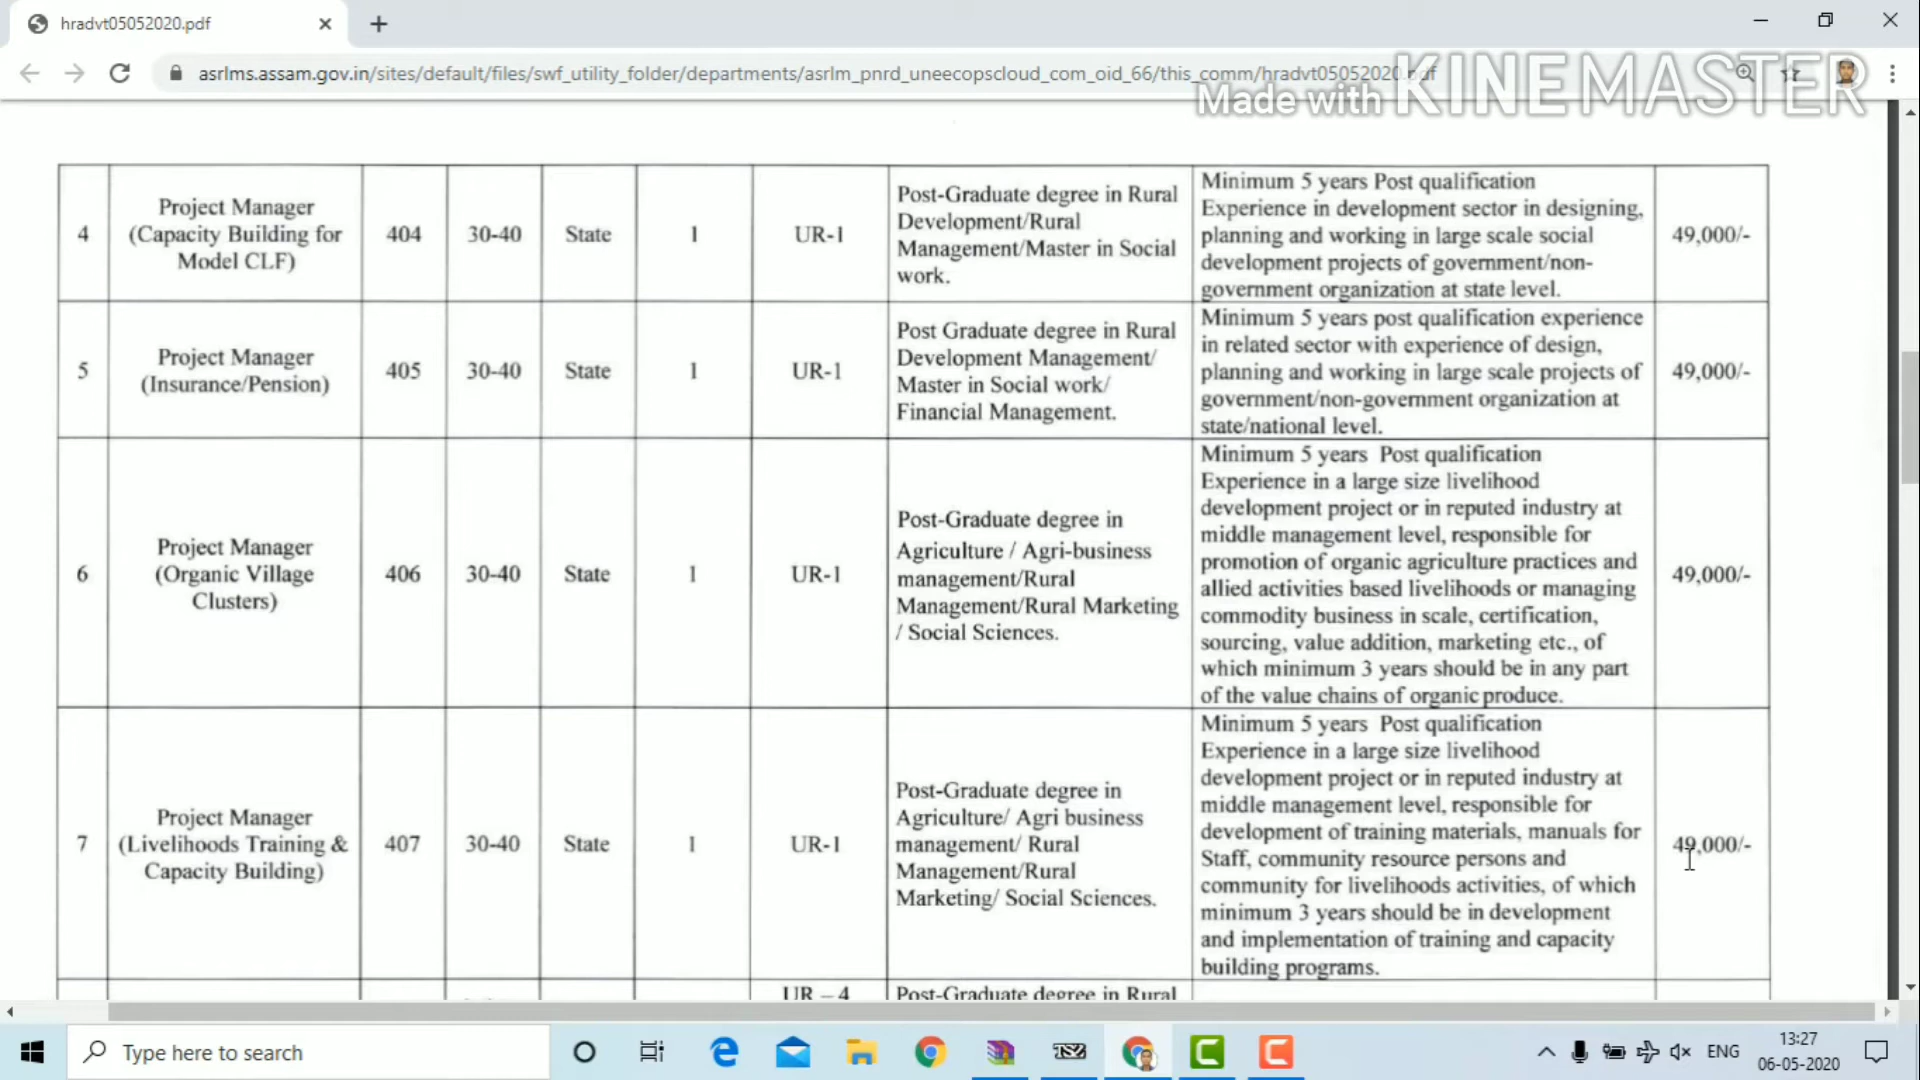 hradvt05052020.pdf
asrlms.assam.gov.in/sites/default/files/swf_utility_folder/departments/asrlm_pnrd_uneecopscloud_com_oid_66/this_comm/hradvt05052020.pdf
Made with KINEMASTER
4
Project Manager
(Capacity Building for
Model CLF)
404
30-40
State
1
UR-1
Post-Graduate degree in Rural
Development/Rural
Management/Master in Social
work.
Minimum 5 years Post qualification
Experience in development sector in designing,
planning and working in large scale social
development projects of government/non-
government organization at state level.
49,000/-
5
Project Manager
(Insurance/Pension)
405
30-40
State
1
UR-1
Post Graduate degree in Rural
Development Management/
Master in Social work/
Financial Management.
Minimum 5 years post qualification experience
in related sector with experience of design,
planning and working in large scale projects of
government/non-government organization at
state/national level.
49,000/-
6
Project Manager
(Organic Village
Clusters)
406
30-40
State
1
UR-1
Post-Graduate degree in
Agriculture / Agri-business
management/Rural
Management/Rural Marketing
/ Social Sciences.
Minimum 5 years Post qualification
Experience in a large size livelihood
development project or in reputed industry at
middle management level, responsible for
promotion of organic agriculture practices and
allied activities based livelihoods or managing
commodity business in scale, certification,
sourcing, value addition, marketing etc., of
which minimum 3 years should be in any part
of the value chains of organic produce.
49,000/-
7
Project Manager
(Livelihoods Training &
Capacity Building)
407
30-40
State
1
UR-1
Post-Graduate degree in
Agriculture/ Agri business
management/ Rural
Management/Rural
Marketing/ Social Sciences.
Minimum 5 years Post qualification
Experience in a large size livelihood
development project or in reputed industry at
middle management level, responsible for
development of training materials, manuals for
Staff, community resource persons and
community for livelihoods activities, of which
minimum 3 years should be in development
and implementation of training and capacity
building programs.
49,000/-
UR – 4
Post-Graduate degree in Rural
Type here to search
ENG
13:27
06-05-2020